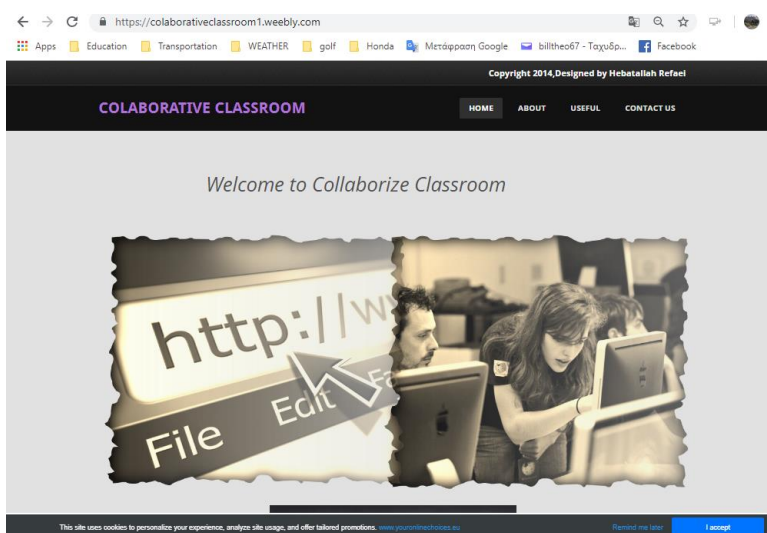 https://colaborativeclassroom1.weebly.com
Apps Education Transportation WEATHER golf Honda Μετάφραση Google billtheo67 - Ταχυδρ... Facebook
Copyright 2014,Designed by Hebatallah Refaei
COLABORATIVE CLASSROOM HOME ABOUT USEFUL CONTACT US
Welcome to Collaborize Classroom
http://w
File Edit Fa
This site uses cookies to personalize your experience, analyze site usage, and offer tailored promotions. www.youronlinechoices.eu Remind me later I accept